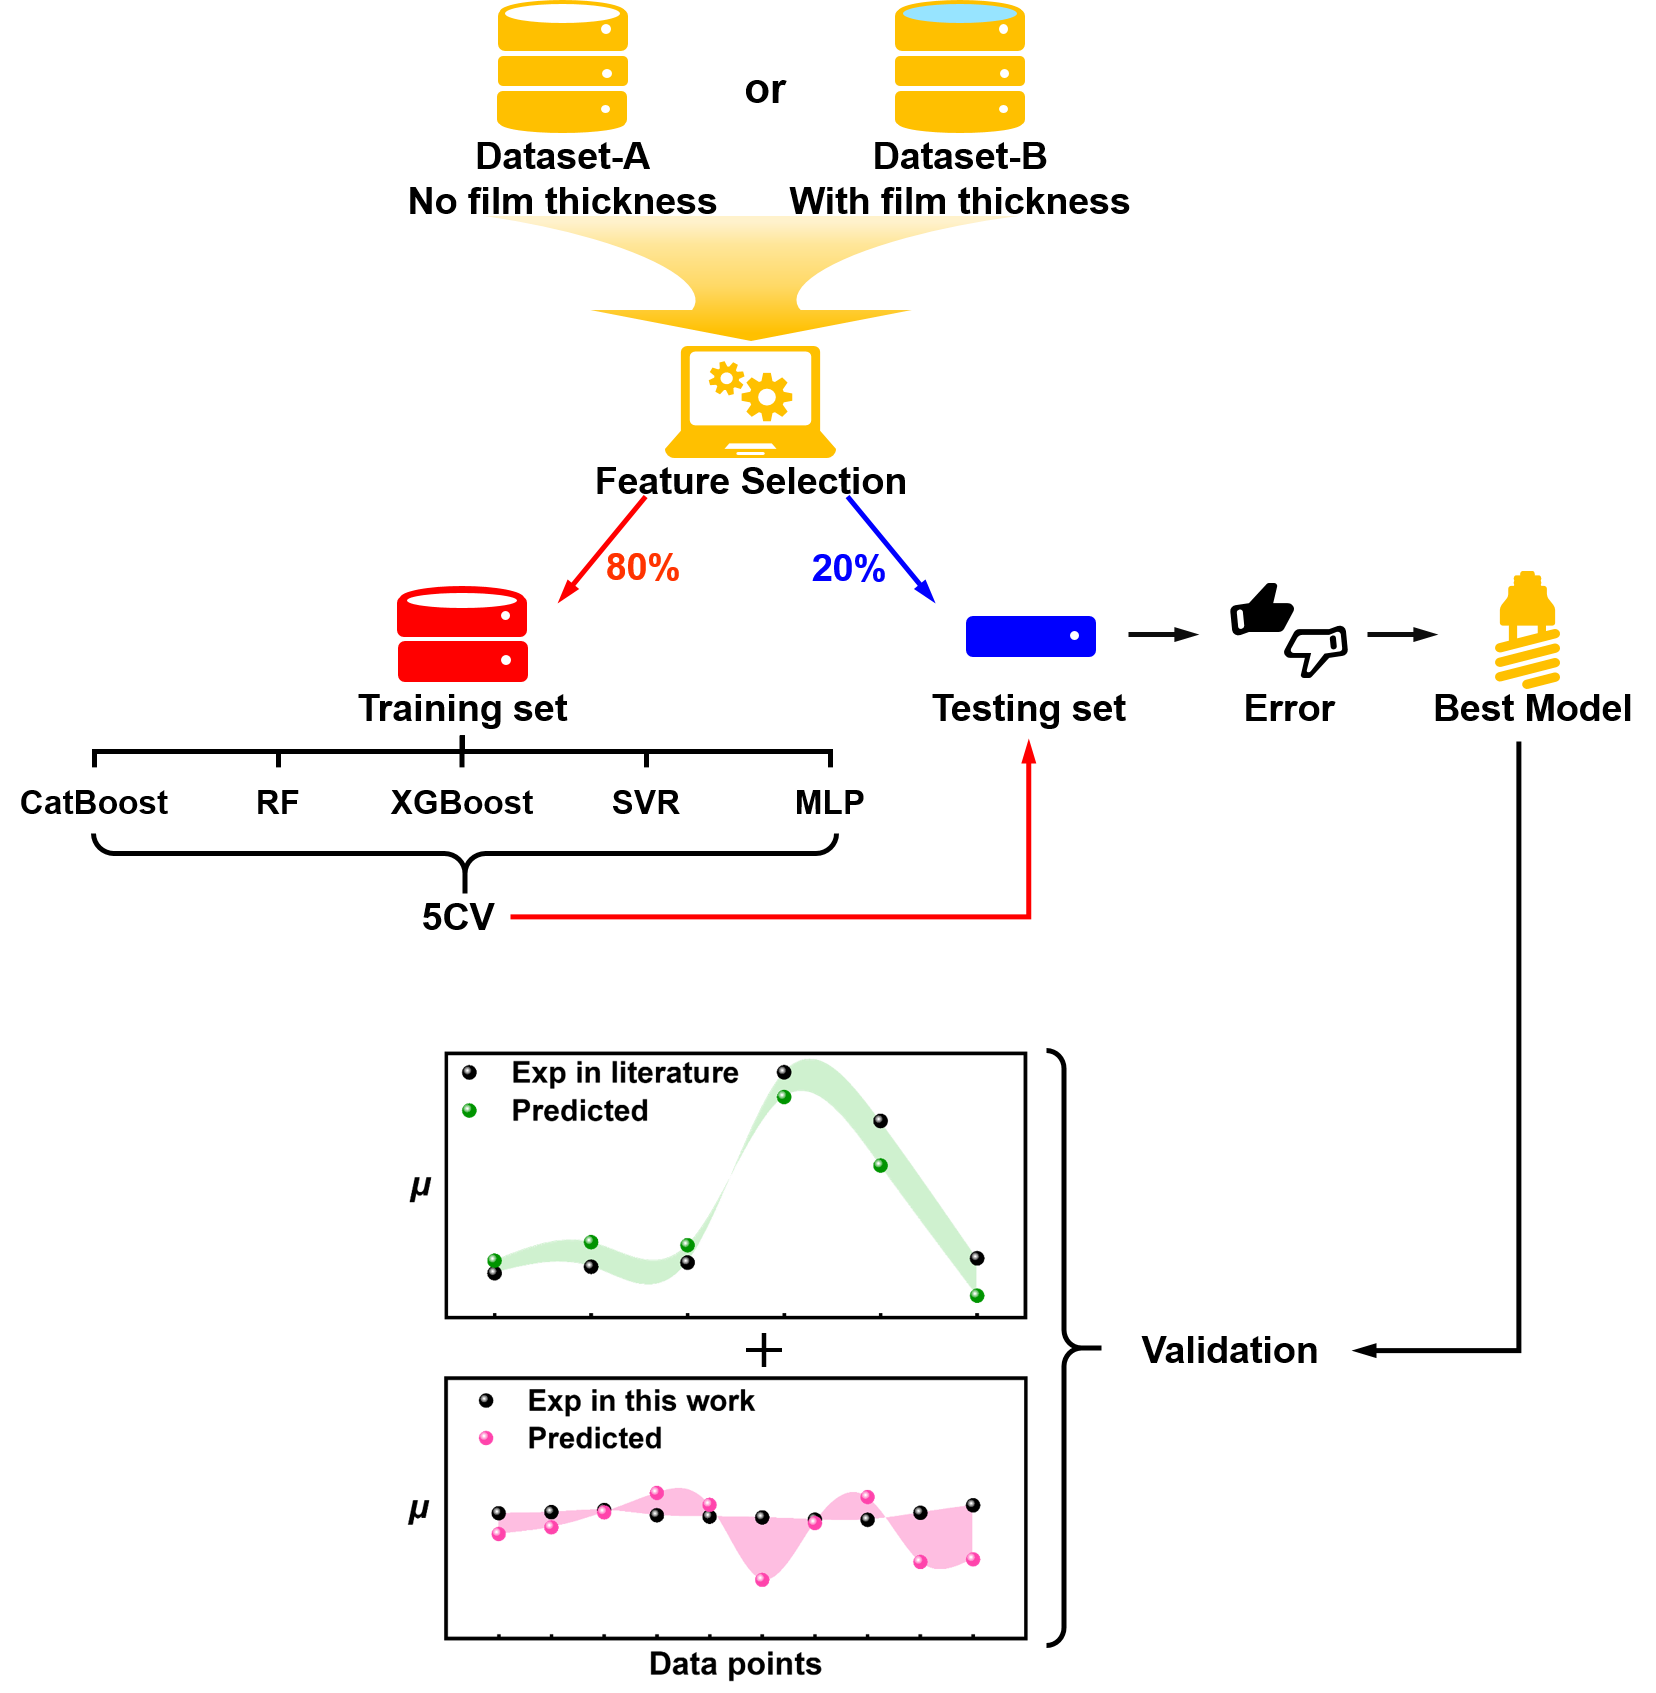 or
Dataset-A
Dataset-B
No film thickness
With film thickness
Feature Selection
80%
20%
Training set
Testing set
Error
Best Model
CatBoost
RF
XGBoost
SVR
MLP
5CV
Exp in literature
Predicted
μ
+
Validation
Exp in this work
Predicted
μ
Data points